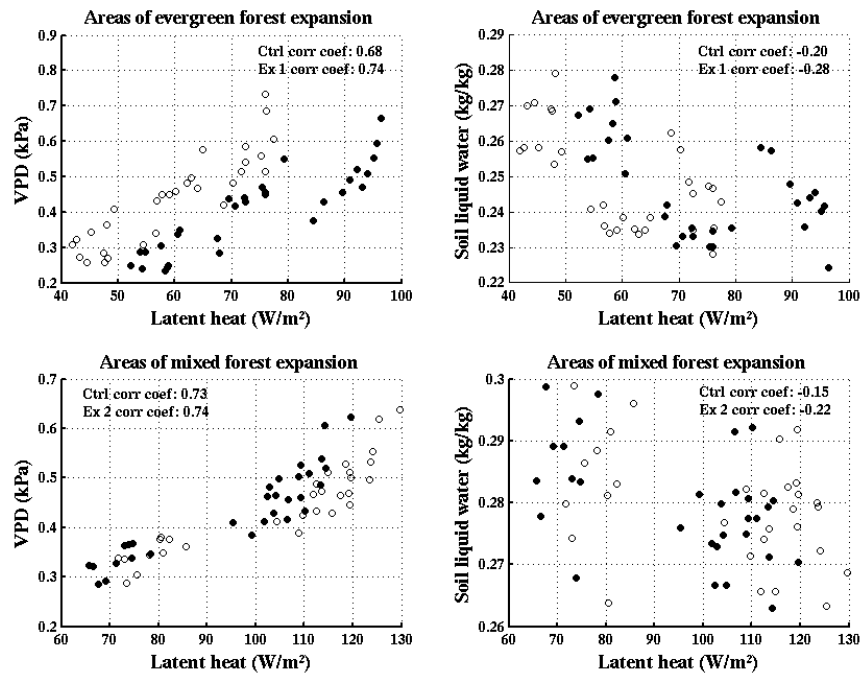 Areas of evergreen forest expansion
Ctrl corr coef: 0.68
Ex 1 corr coef: 0.74
VPD (kPa)
0.9
0.8
0.7
0.6
0.5
0.4
0.3
0.2
40 50 60 70 80 90 100
Latent heat (W/m²)
Areas of evergreen forest expansion
Ctrl corr coef: -0.20
Ex 1 corr coef: -0.28
Soil liquid water (kg/kg)
0.29
0.28
0.27
0.26
0.25
0.24
0.23
0.22
40 50 60 70 80 90 100
Latent heat (W/m²)
Areas of mixed forest expansion
Ctrl corr coef: 0.73
Ex 2 corr coef: 0.74
VPD (kPa)
0.7
0.6
0.5
0.4
0.3
0.2
60 70 80 90 100 110 120 130
Latent heat (W/m²)
Areas of mixed forest expansion
Ctrl corr coef: -0.15
Ex 2 corr coef: -0.22
Soil liquid water (kg/kg)
0.3
0.29
0.28
0.27
0.26
60 70 80 90 100 110 120 130
Latent heat (W/m²)